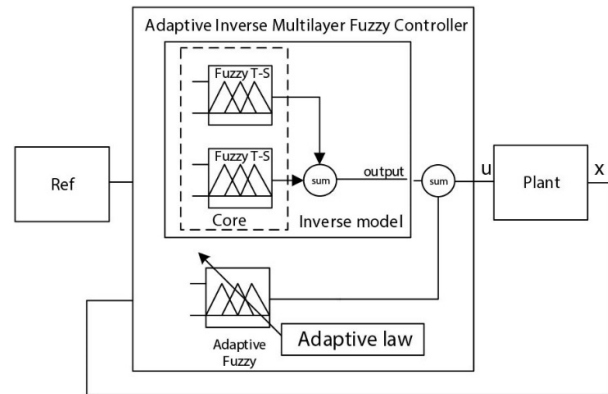 Adaptive Inverse Multilayer Fuzzy Controller
Fuzzy T-S
Fuzzy T-S
Core
sum
output
Inverse model
sum
Ref
u
Plant
x
Adaptive
Fuzzy
Adaptive law